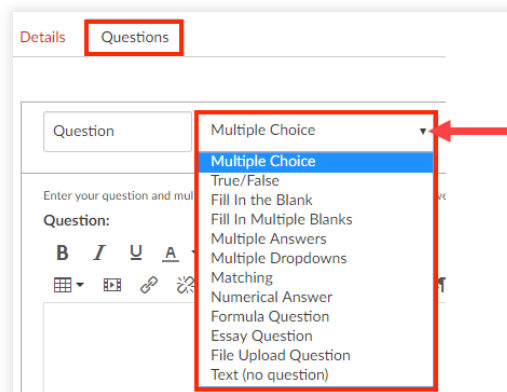 Details Questions
Question Multiple Choice
Multiple Choice
True/False
Fill In the Blank
Fill In Multiple Blanks
Multiple Answers
Multiple Dropdowns
Matching
Numerical Answer
Formula Question
Essay Question
File Upload Question
Text (no question)
Enter your question and
Question:
B I U A